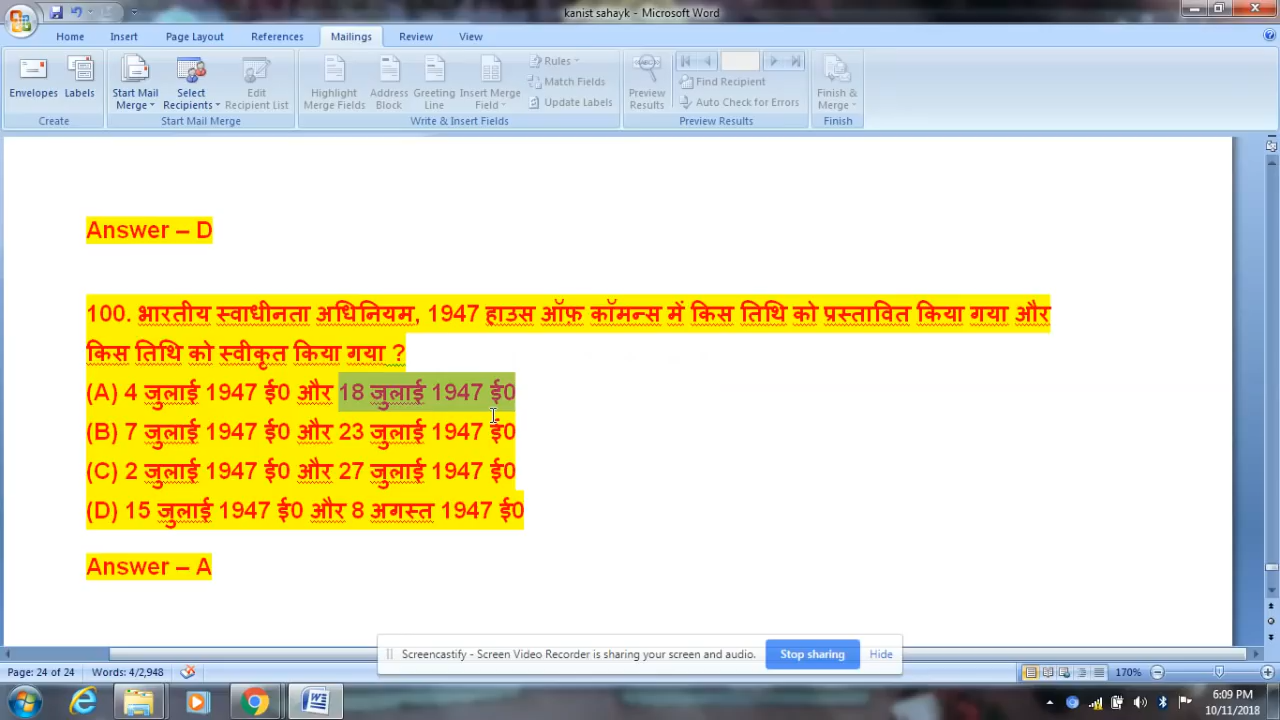 kanist sahayk - Microsoft Word
Home Insert Page Layout References Mailings Review View
Envelopes Labels Start Mail Merge Select Recipients Edit Recipient List Highlight Merge Fields Address Block Greeting Line Insert Merge Field Rules Match Fields Update Labels Preview Results Find Recipient Auto Check for Errors Finish & Merge
Create Start Mail Merge Write & Insert Fields Preview Results Finish
Answer – D
100. भारतीय स्वाधीनता अधिनियम, 1947 हाउस ऑफ़ कॉमन्स में किस तिथि को प्रस्तावित किया गया और
किस तिथि को स्वीकृत किया गया ?
(A) 4 जुलाई 1947 ई0 और 18 जुलाई 1947 ई0
(B) 7 जुलाई 1947 ई0 और 23 जुलाई 1947 ई0
(C) 2 जुलाई 1947 ई0 और 27 जुलाई 1947 ई0
(D) 15 जुलाई 1947 ई0 और 8 अगस्त 1947 ई0
Answer – A
Screencastify - Screen Video Recorder is sharing your screen and audio. Stop sharing Hide
Page: 24 of 24 Words: 4/2,948 170%
6:09 PM
10/11/2018